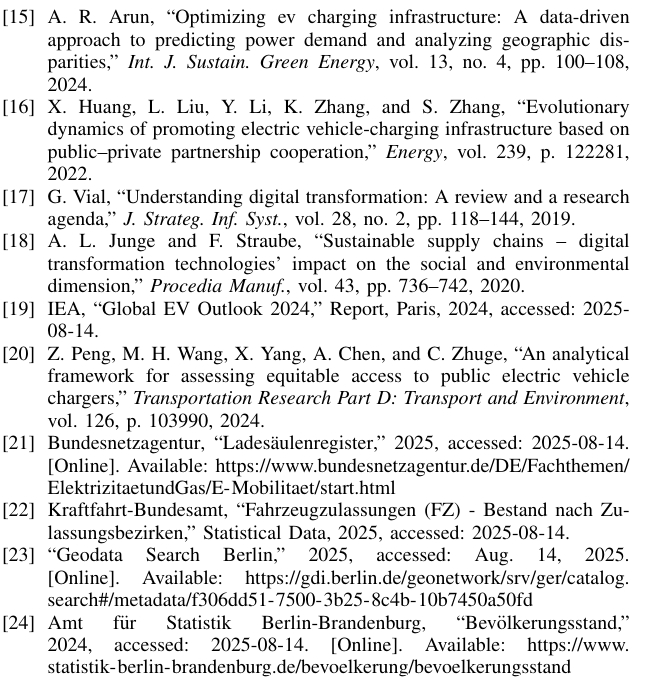 [15] A. R. Arun, “Optimizing ev charging infrastructure: A data-driven
approach to predicting power demand and analyzing geographic dis-
parities,” Int. J. Sustain. Green Energy, vol. 13, no. 4, pp. 100–108,
2024.
[16] X. Huang, L. Liu, Y. Li, K. Zhang, and S. Zhang, “Evolutionary
dynamics of promoting electric vehicle-charging infrastructure based on
public–private partnership cooperation,” Energy, vol. 239, p. 122281,
2022.
[17] G. Vial, “Understanding digital transformation: A review and a research
agenda,” J. Strateg. Inf. Syst., vol. 28, no. 2, pp. 118–144, 2019.
[18] A. L. Junge and F. Straube, “Sustainable supply chains – digital
transformation technologies’ impact on the social and environmental
dimension,” Procedia Manuf., vol. 43, pp. 736–742, 2020.
[19] IEA, “Global EV Outlook 2024,” Report, Paris, 2024, accessed: 2025-
08-14.
[20] Z. Peng, M. H. Wang, X. Yang, A. Chen, and C. Zhuge, “An analytical
framework for assessing equitable access to public electric vehicle
chargers,” Transportation Research Part D: Transport and Environment,
vol. 126, p. 103990, 2024.
[21] Bundesnetzagentur, “Ladesäulenregister,” 2025, accessed: 2025-08-14.
[Online]. Available: https://www.bundesnetzagentur.de/DE/Fachthemen/
ElektrizitaetundGas/E-Mobilitaet/start.html
[22] Kraftfahrt-Bundesamt, “Fahrzeugzulassungen (FZ) - Bestand nach Zu-
lassungsbezirken,” Statistical Data, 2025, accessed: 2025-08-14.
[23] “Geodata Search Berlin,” 2025, accessed: Aug. 14, 2025.
[Online]. Available: https://gdi.berlin.de/geonetwork/srv/ger/catalog.
search#/metadata/f306dd51-7500-3b25-8c4b-10b7450a50fd
[24] Amt für Statistik Berlin-Brandenburg, “Bevölkerungsstand,”
2024, accessed: 2025-08-14. [Online]. Available: https://www.
statistik-berlin-brandenburg.de/bevoelkerung/bevoelkerungsstand